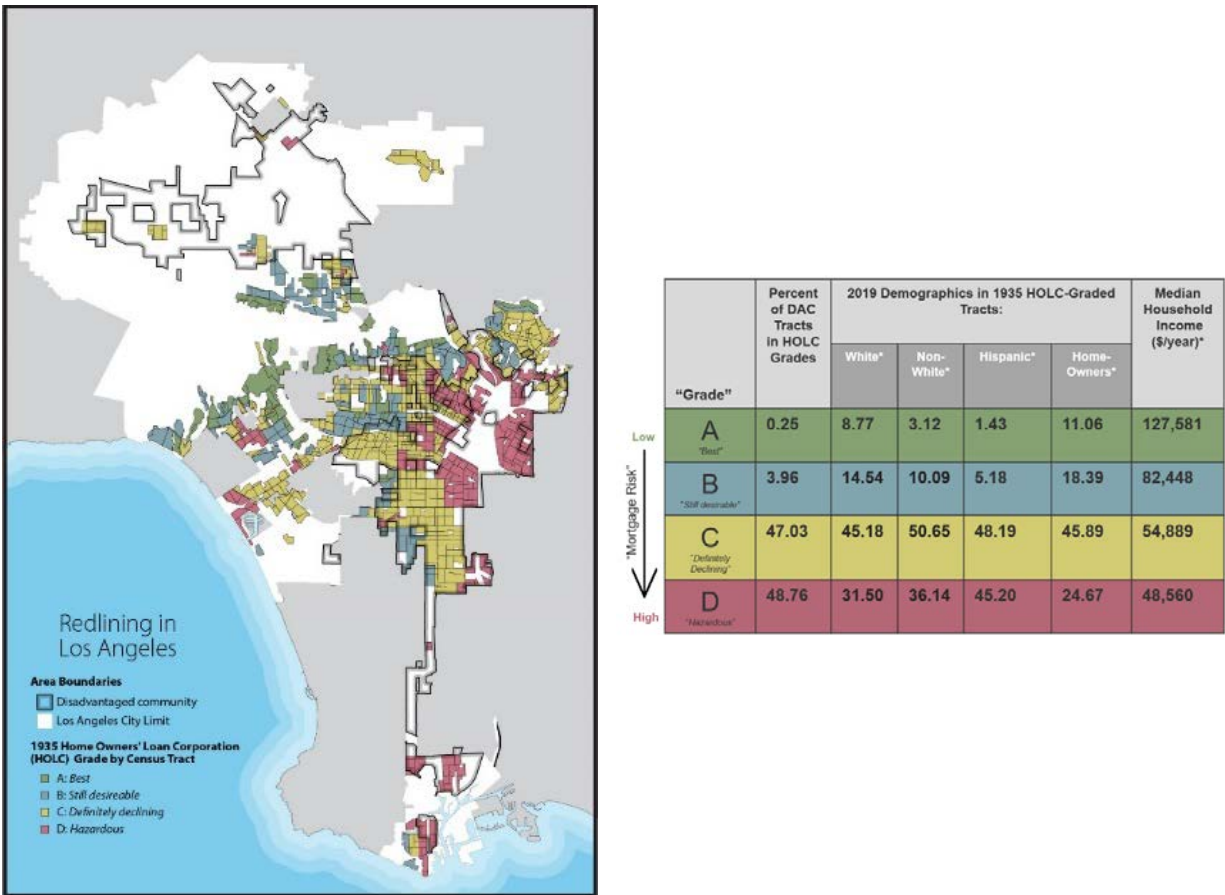 Redlining in
Los Angeles
Area Boundaries
Disadvantaged community
Los Angeles City Limit
1935 Home Owners' Loan Corporation
(HOLC) Grade by Census Tract
A: Best
B: Still desireable
C: Definitely declining
D: Hazardous
"Grade"
Percent
of DAC
Tracts
in HOLC
Grades
2019 Demographics in 1935 HOLC-Graded
Tracts:
Median
Household
Income
($/year)*
White* Non-White* Hispanic* Home-Owners*
"Mortgage Risk"
Low
High
A 0.25 8.77 3.12 1.43 11.06 127,581
"Best"
B 3.96 14.54 10.09 5.18 18.39 82,448
"Still desirable"
C 47.03 45.18 50.65 48.19 45.89 54,889
"Definitely
Declining"
D 48.76 31.50 36.14 45.20 24.67 48,560
"Hazardous"